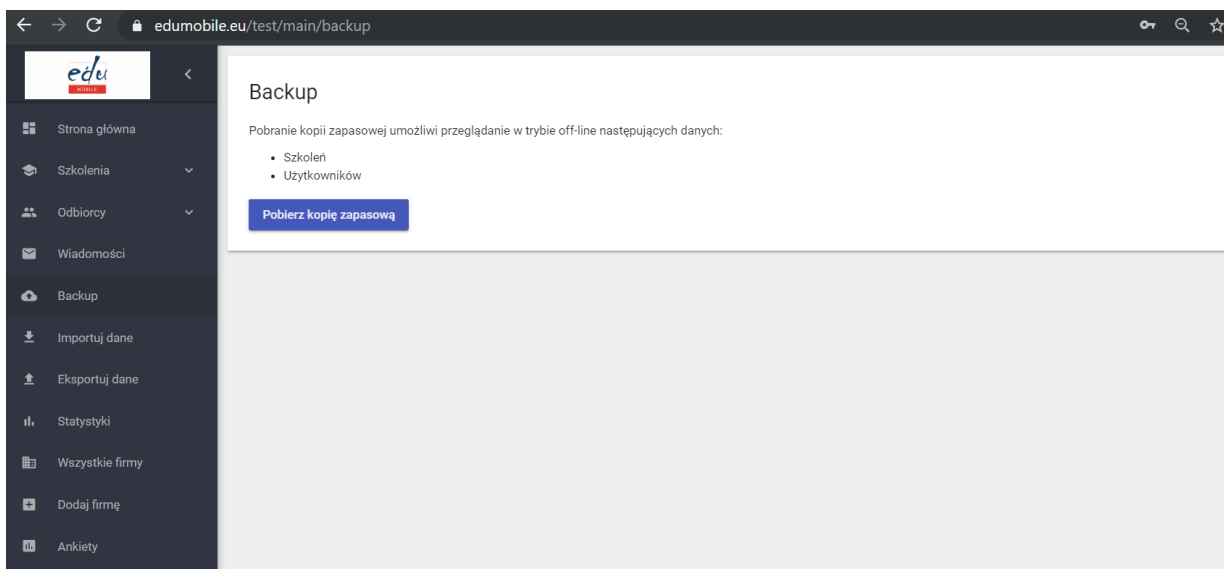 edumobile.eu/test/main/backup
edu
MOBILE
Strona główna
Szkolenia
Odbiorcy
Wiadomości
Backup
Importuj dane
Eksportuj dane
Statystyki
Wszystkie firmy
Dodaj firmę
Ankiety
Backup
Pobranie kopii zapasowej umożliwi przeglądanie w trybie off-line następujących danych:
• Szkoleń
• Użytkowników
Pobierz kopię zapasową